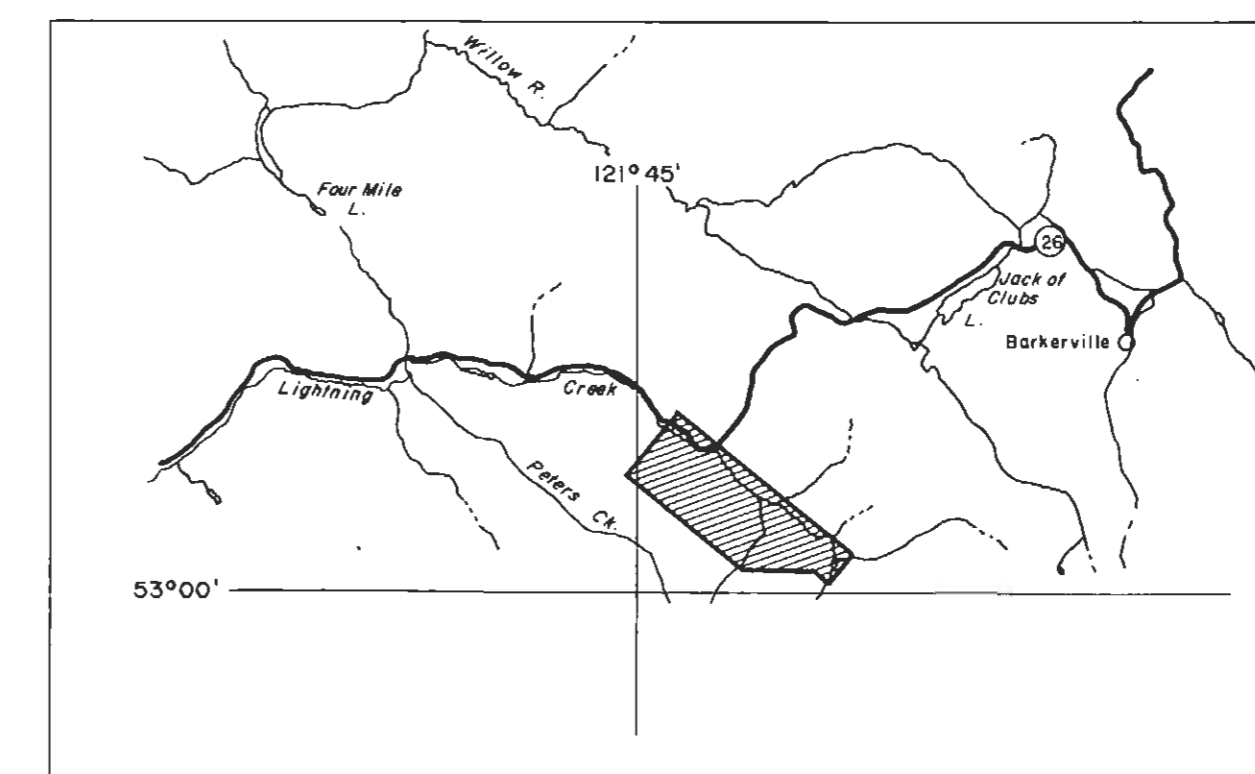 Willow R.
121° 45'
Four Mile
L.
26
Jack of
Clubs
L.
Barkerville
Lightning
Creek
Peters
Ck.
53°00'